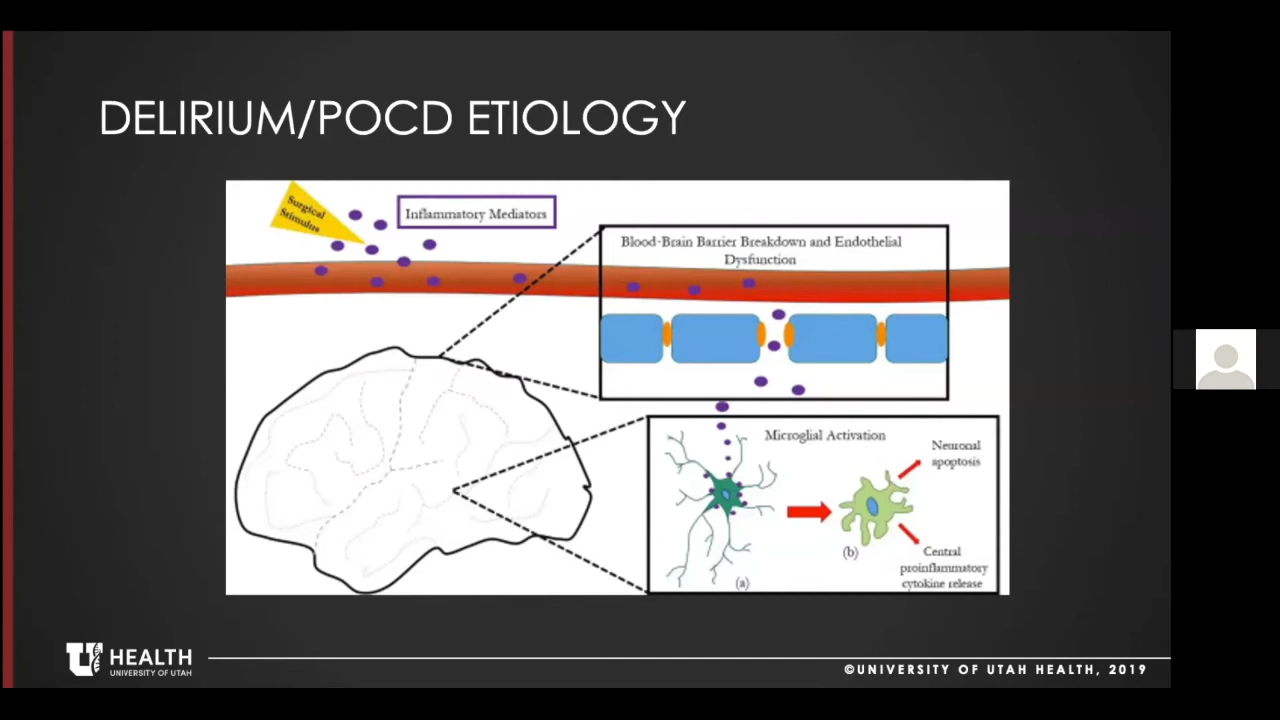 DELIRIUM/POCD ETIOLOGY
Surgical
Stimulus
Inflammatory Mediators
Blood-Brain Barrier Breakdown and Endothelial
Dysfunction
Microglial Activation
Neuronal
apoptosis
(a)
(b)
Central
proinflammatory
cytokine release
U HEALTH
UNIVERSITY OF UTAH
©UNIVERSITY OF UTAH HEALTH, 2019